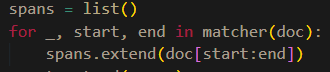 spans = list()
for _, start, end in matcher(doc):
    spans.extend(doc[start:end])